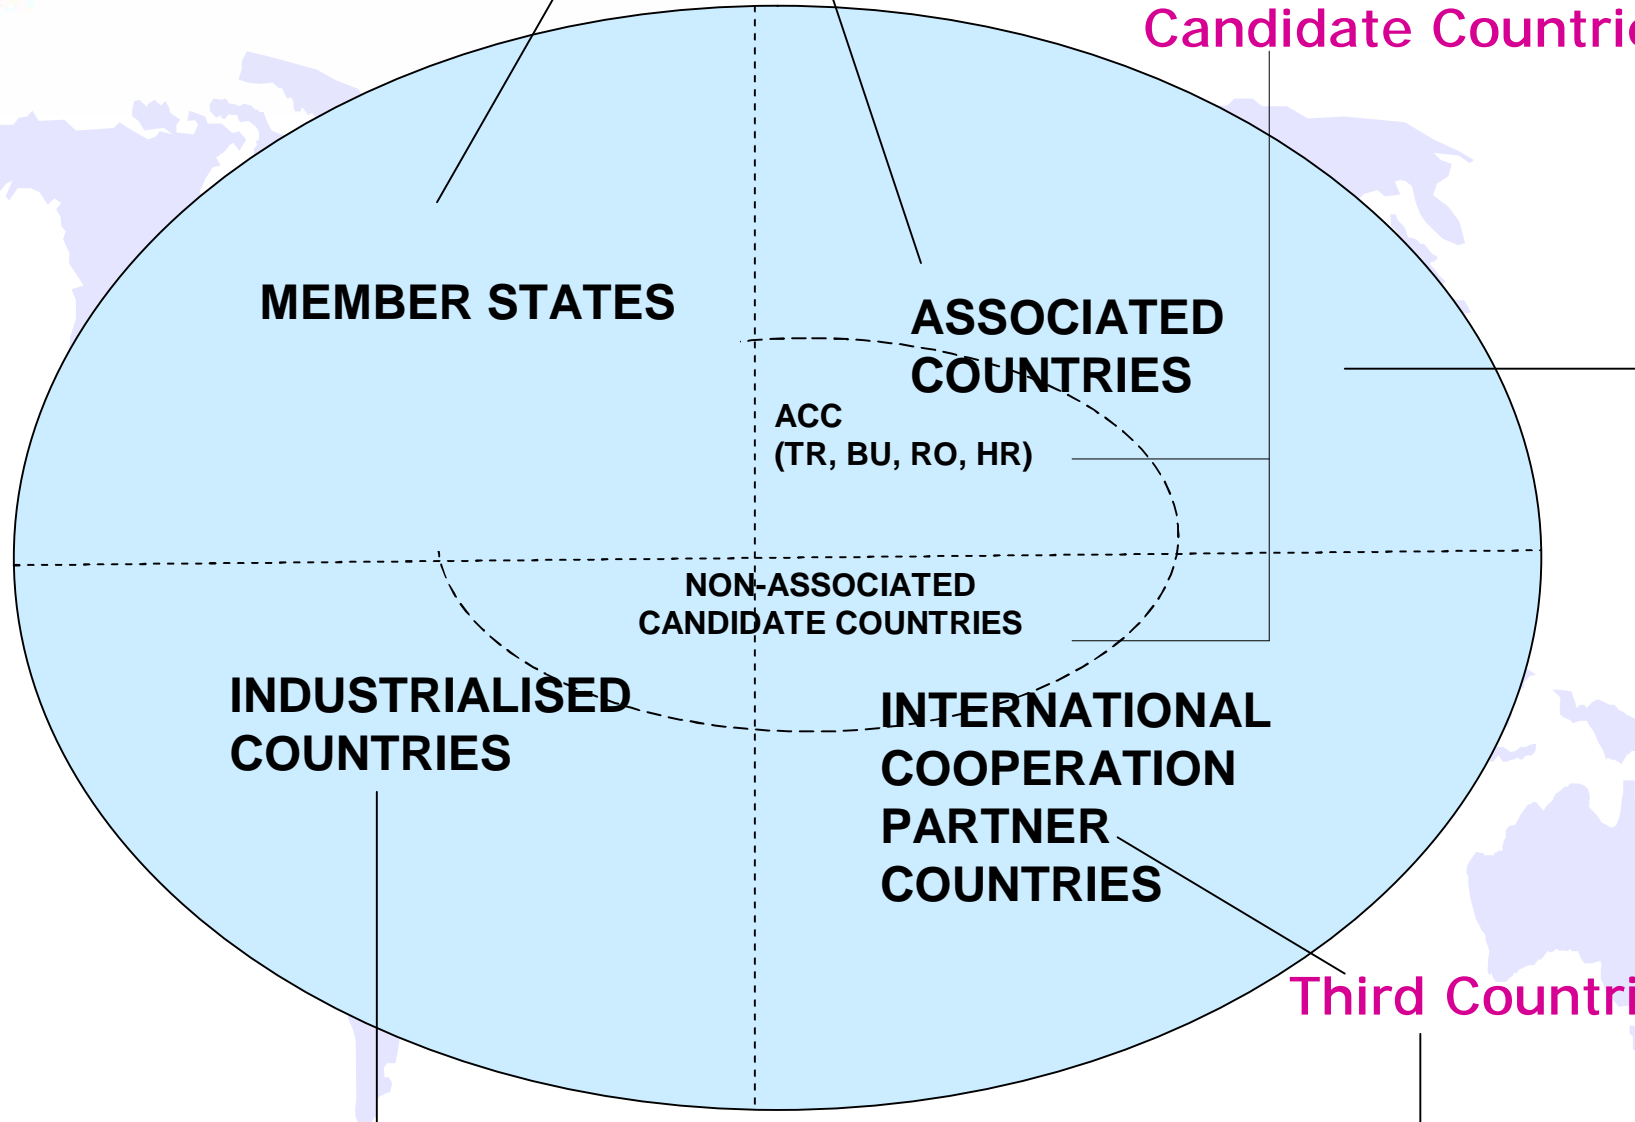 Candidate Countrie
MEMBER STATES
ASSOCIATED
COUNTRIES
ACC
(TR, BU, RO, HR)
NON-ASSOCIATED
CANDIDATE COUNTRIES
INDUSTRIALISED
COUNTRIES
INTERNATIONAL
COOPERATION
PARTNER
COUNTRIES
Third Countri